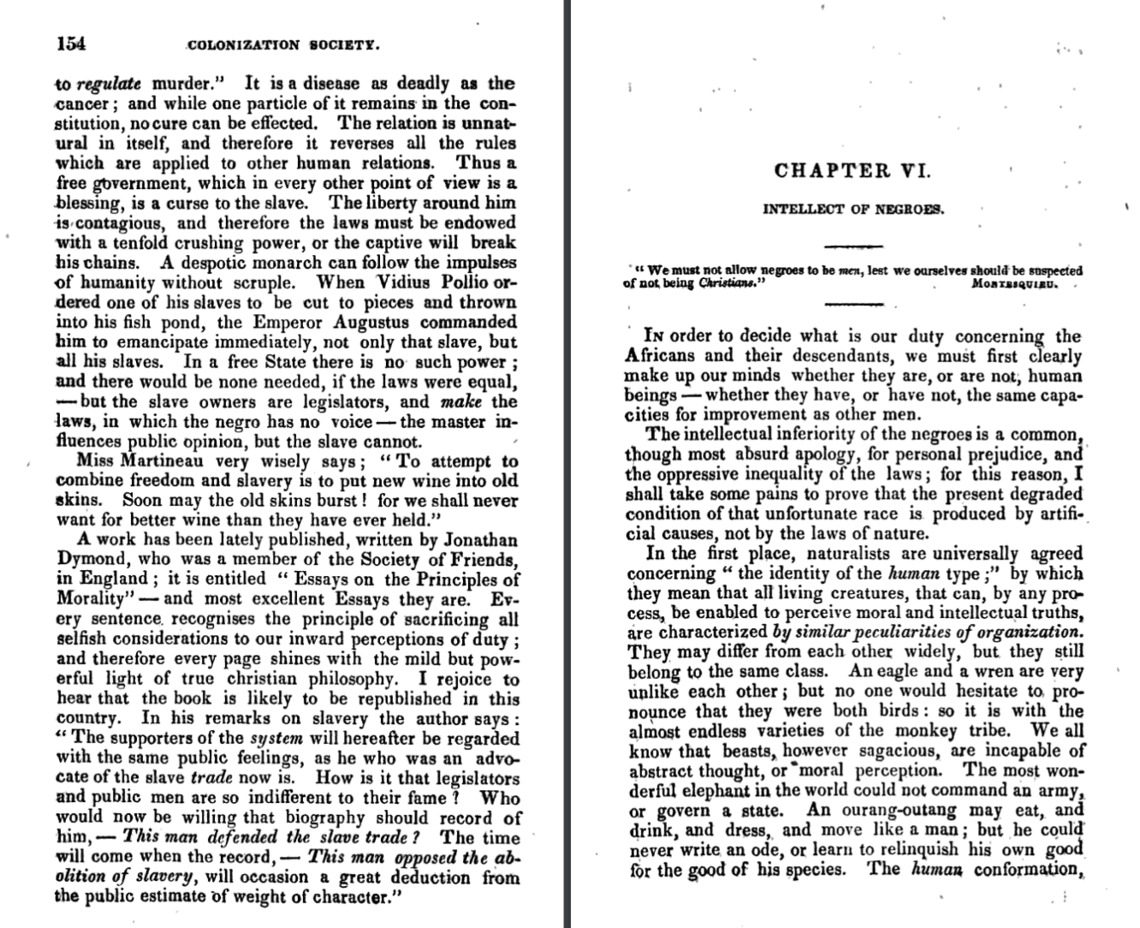 154 COLONIZATION SOCIETY.
to regulate murder." It is a disease as deadly as the
cancer; and while one particle of it remains in the con-
stitution, no cure can be effected. The relation is unnat-
ural in itself, and therefore it reverses all the rules
which are applied to other human relations. Thus a
free government, which in every other point of view is a
blessing, is a curse to the slave. The liberty around him
is contagious, and therefore the laws must be endowed
with a tenfold crushing power, or the captive will break
his chains. A despotic monarch can follow the impulses
of humanity without scruple. When Vidius Pollio or-
dered one of his slaves to be cut to pieces and thrown
into his fish pond, the Emperor Augustus commanded
him to emancipate immediately, not only that slave, but
all his slaves. In a free State there is no such power;
and there would be none needed, if the laws were equal,
— but the slave owners are legislators, and make the
laws, in which the negro has no voice — the master in-
fluences public opinion, but the slave cannot.
Miss Martineau very wisely says; "To attempt to
combine freedom and slavery is to put new wine into old
skins. Soon may the old skins burst! for we shall never
want for better wine than they have ever held."
A work has been lately published, written by Jonathan
Dymond, who was a member of the Society of Friends,
in England; it is entitled "Essays on the Principles of
Morality" — and most excellent Essays they are. Ev-
ery sentence recognises the principle of sacrificing all
selfish considerations to our inward perceptions of duty;
and therefore every page shines with the mild but pow-
erful light of true christian philosophy. I rejoice to
hear that the book is likely to be republished in this
country. In his remarks on slavery the author says:
"The supporters of the system will hereafter be regarded
with the same public feelings, as he who was an advo-
cate of the slave trade now is. How is it that legislators
and public men are so indifferent to their fame? Who
would now be willing that biography should record of
him, — This man defended the slave trade? The time
will come when the record, — This man opposed the ab-
olition of slavery, will occasion a great deduction from
the public estimate of weight of character."
CHAPTER VI.
INTELLECT OF NEGROES.
"We must not allow negroes to be men, lest we ourselves should be suspected
of not being Christians." MONTESQUIEU.
IN order to decide what is our duty concerning the
Africans and their descendants, we must first clearly
make up our minds whether they are, or are not, human
beings — whether they have, or have not, the same capa-
cities for improvement as other men.
The intellectual inferiority of the negroes is a common,
though most absurd apology, for personal prejudice, and
the oppressive inequality of the laws; for this reason, I
shall take some pains to prove that the present degraded
condition of that unfortunate race is produced by artifi-
cial causes, not by the laws of nature.
In the first place, naturalists are universally agreed
concerning "the identity of the human type;" by which
they mean that all living creatures, that can, by any pro-
cess, be enabled to perceive moral and intellectual truths,
are characterized by similar peculiarities of organization.
They may differ from each other widely, but they still
belong to the same class. An eagle and a wren are very
unlike each other; but no one would hesitate to pro-
nounce that they were both birds: so it is with the
almost endless varieties of the monkey tribe. We all
know that beasts, however sagacious, are incapable of
abstract thought, or moral perception. The most won-
derful elephant in the world could not command an army,
or govern a state. An ourang-outang may eat, and
drink, and dress, and move like a man; but he could
never write an ode, or learn to relinquish his own good
for the good of his species. The human conformation,